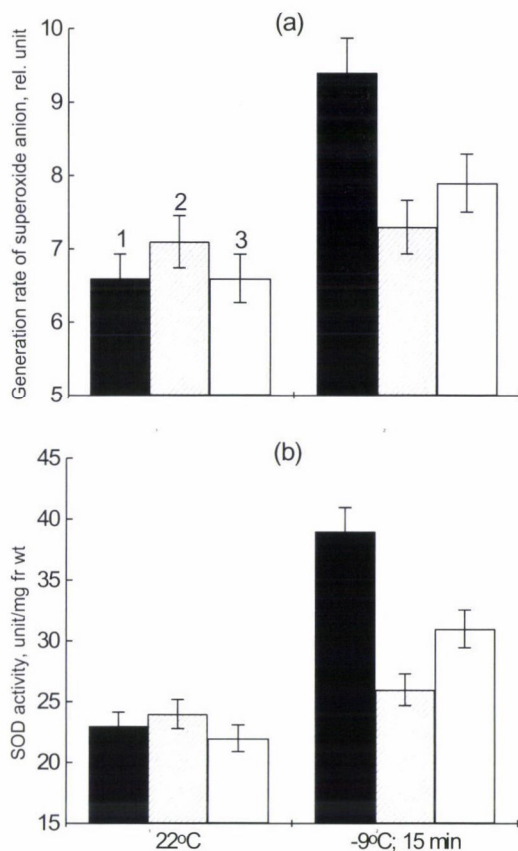 (a)
Generation rate of superoxide anion, rel. unit
10
9
8
7
6
5
1
2
3
(b)
SOD activity, unit/mg fr wt
45
40
35
30
25
20
15
22ºC
-9ºC; 15 min